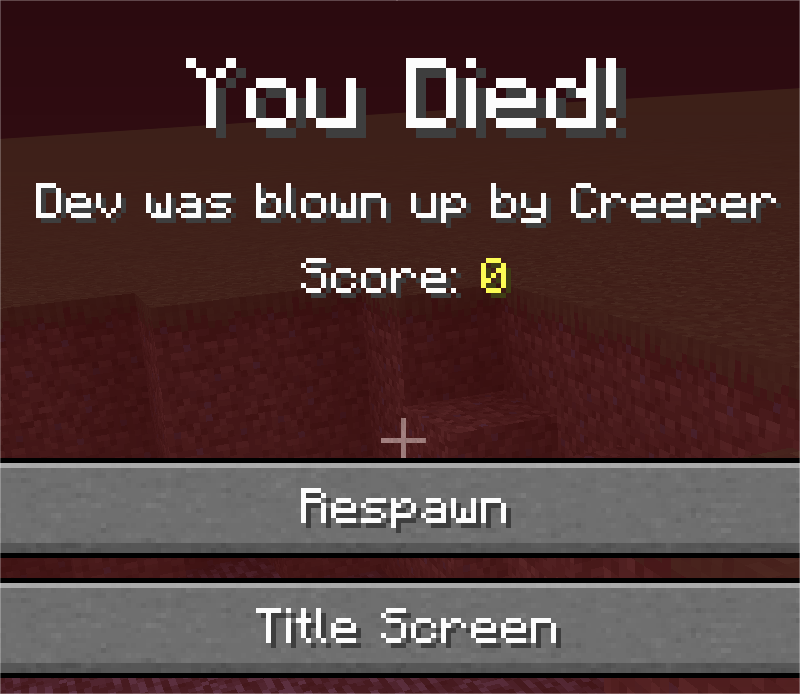 You Died!
Dev was blown up by Creeper
Score: 0
Respawn
Title Screen